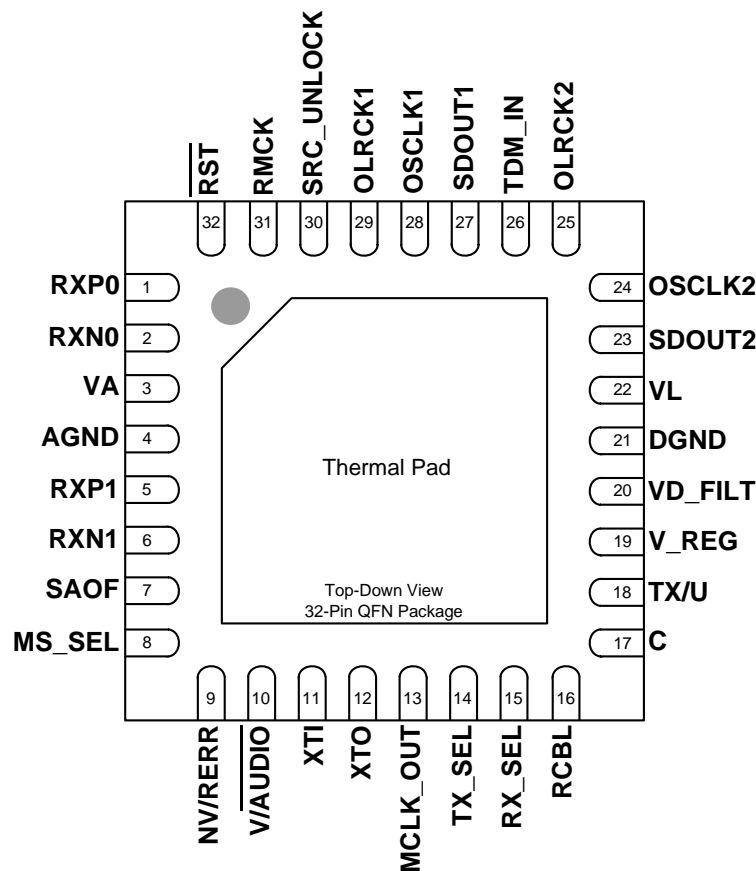 RST
RMCK
SRC_UNLOCK
OLRCK1
OSCLK1
SDOUT1
TDM_IN
OLRCK2
32
31
30
29
28
27
26
25
RXP0 1
RXN0 2
VA 3
AGND 4
RXP1 5
RXN1 6
SAOF 7
MS_SEL 8
24 OSCLK2
23 SDOUT2
22 VL
21 DGND
20 VD_FILT
19 V_REG
18 TX/U
17 C
Thermal Pad
Top-Down View
32-Pin QFN Package
9
10
11
12
13
14
15
16
NV/RERR
V/AUDIO
XTI
XTO
MCLK_OUT
TX_SEL
RX_SEL
RCBL